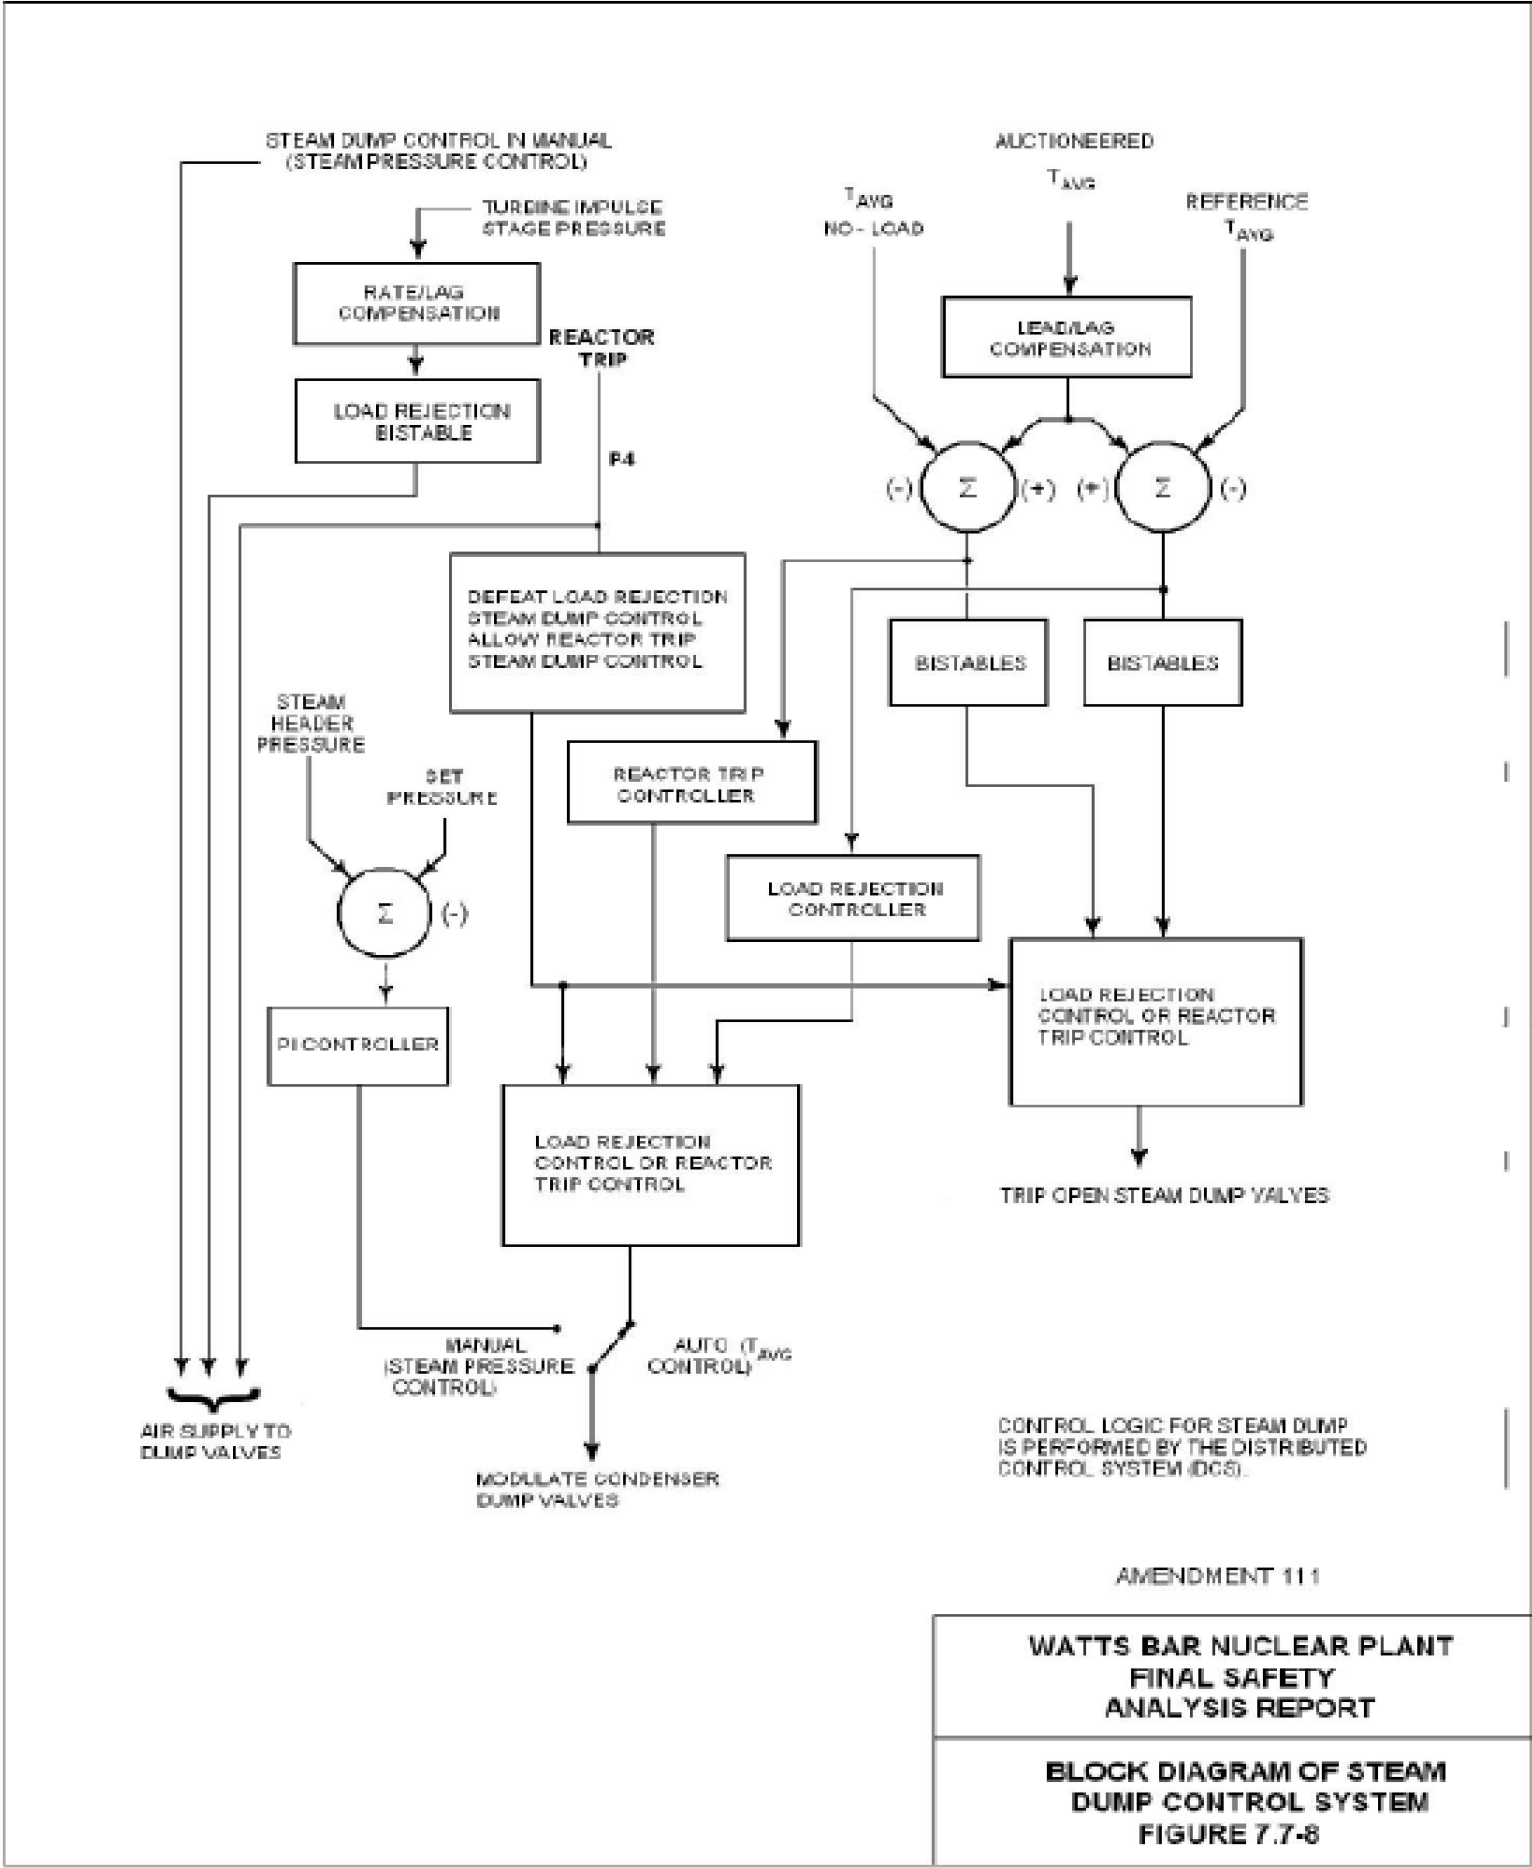 STEAM DUMP CONTROL IN MANUAL
(STEAM PRESSURE CONTROL)
TURBINE IMPULSE
STAGE PRESSURE
RATE/LAG
COMPENSATION
REACTOR
TRIP
LOAD REJECTION
BISTABLE
P4
AUCTIONEERED
TAVG
TAVG
NO-LOAD
REFERENCE
TAVG
LEAD/LAG
COMPENSATION
(-) Σ (+) (+) Σ (-)
DEFEAT LOAD REJECTION
STEAM DUMP CONTROL
ALLOW REACTOR TRIP
STEAM DUMP CONTROL
BISTABLES
BISTABLES
STEAM
HEADER
PRESSURE
SET
PRESSURE
REACTOR TRIP
CONTROLLER
LOAD REJECTION
CONTROLLER
Σ (-)
PI CONTROLLER
LOAD REJECTION
CONTROL OR REACTOR
TRIP CONTROL
LOAD REJECTION
CONTROL OR REACTOR
TRIP CONTROL
TRIP OPEN STEAM DUMP VALVES
MANUAL
(STEAM PRESSURE
CONTROL)
AUTO (TAVG
CONTROL)
AIR SUPPLY TO
DUMP VALVES
MODULATE CONDENSER
DUMP VALVES
CONTROL LOGIC FOR STEAM DUMP
IS PERFORMED BY THE DISTRIBUTED
CONTROL SYSTEM (DCS).
AMENDMENT 111
WATTS BAR NUCLEAR PLANT
FINAL SAFETY
ANALYSIS REPORT
BLOCK DIAGRAM OF STEAM
DUMP CONTROL SYSTEM
FIGURE 7.7-8